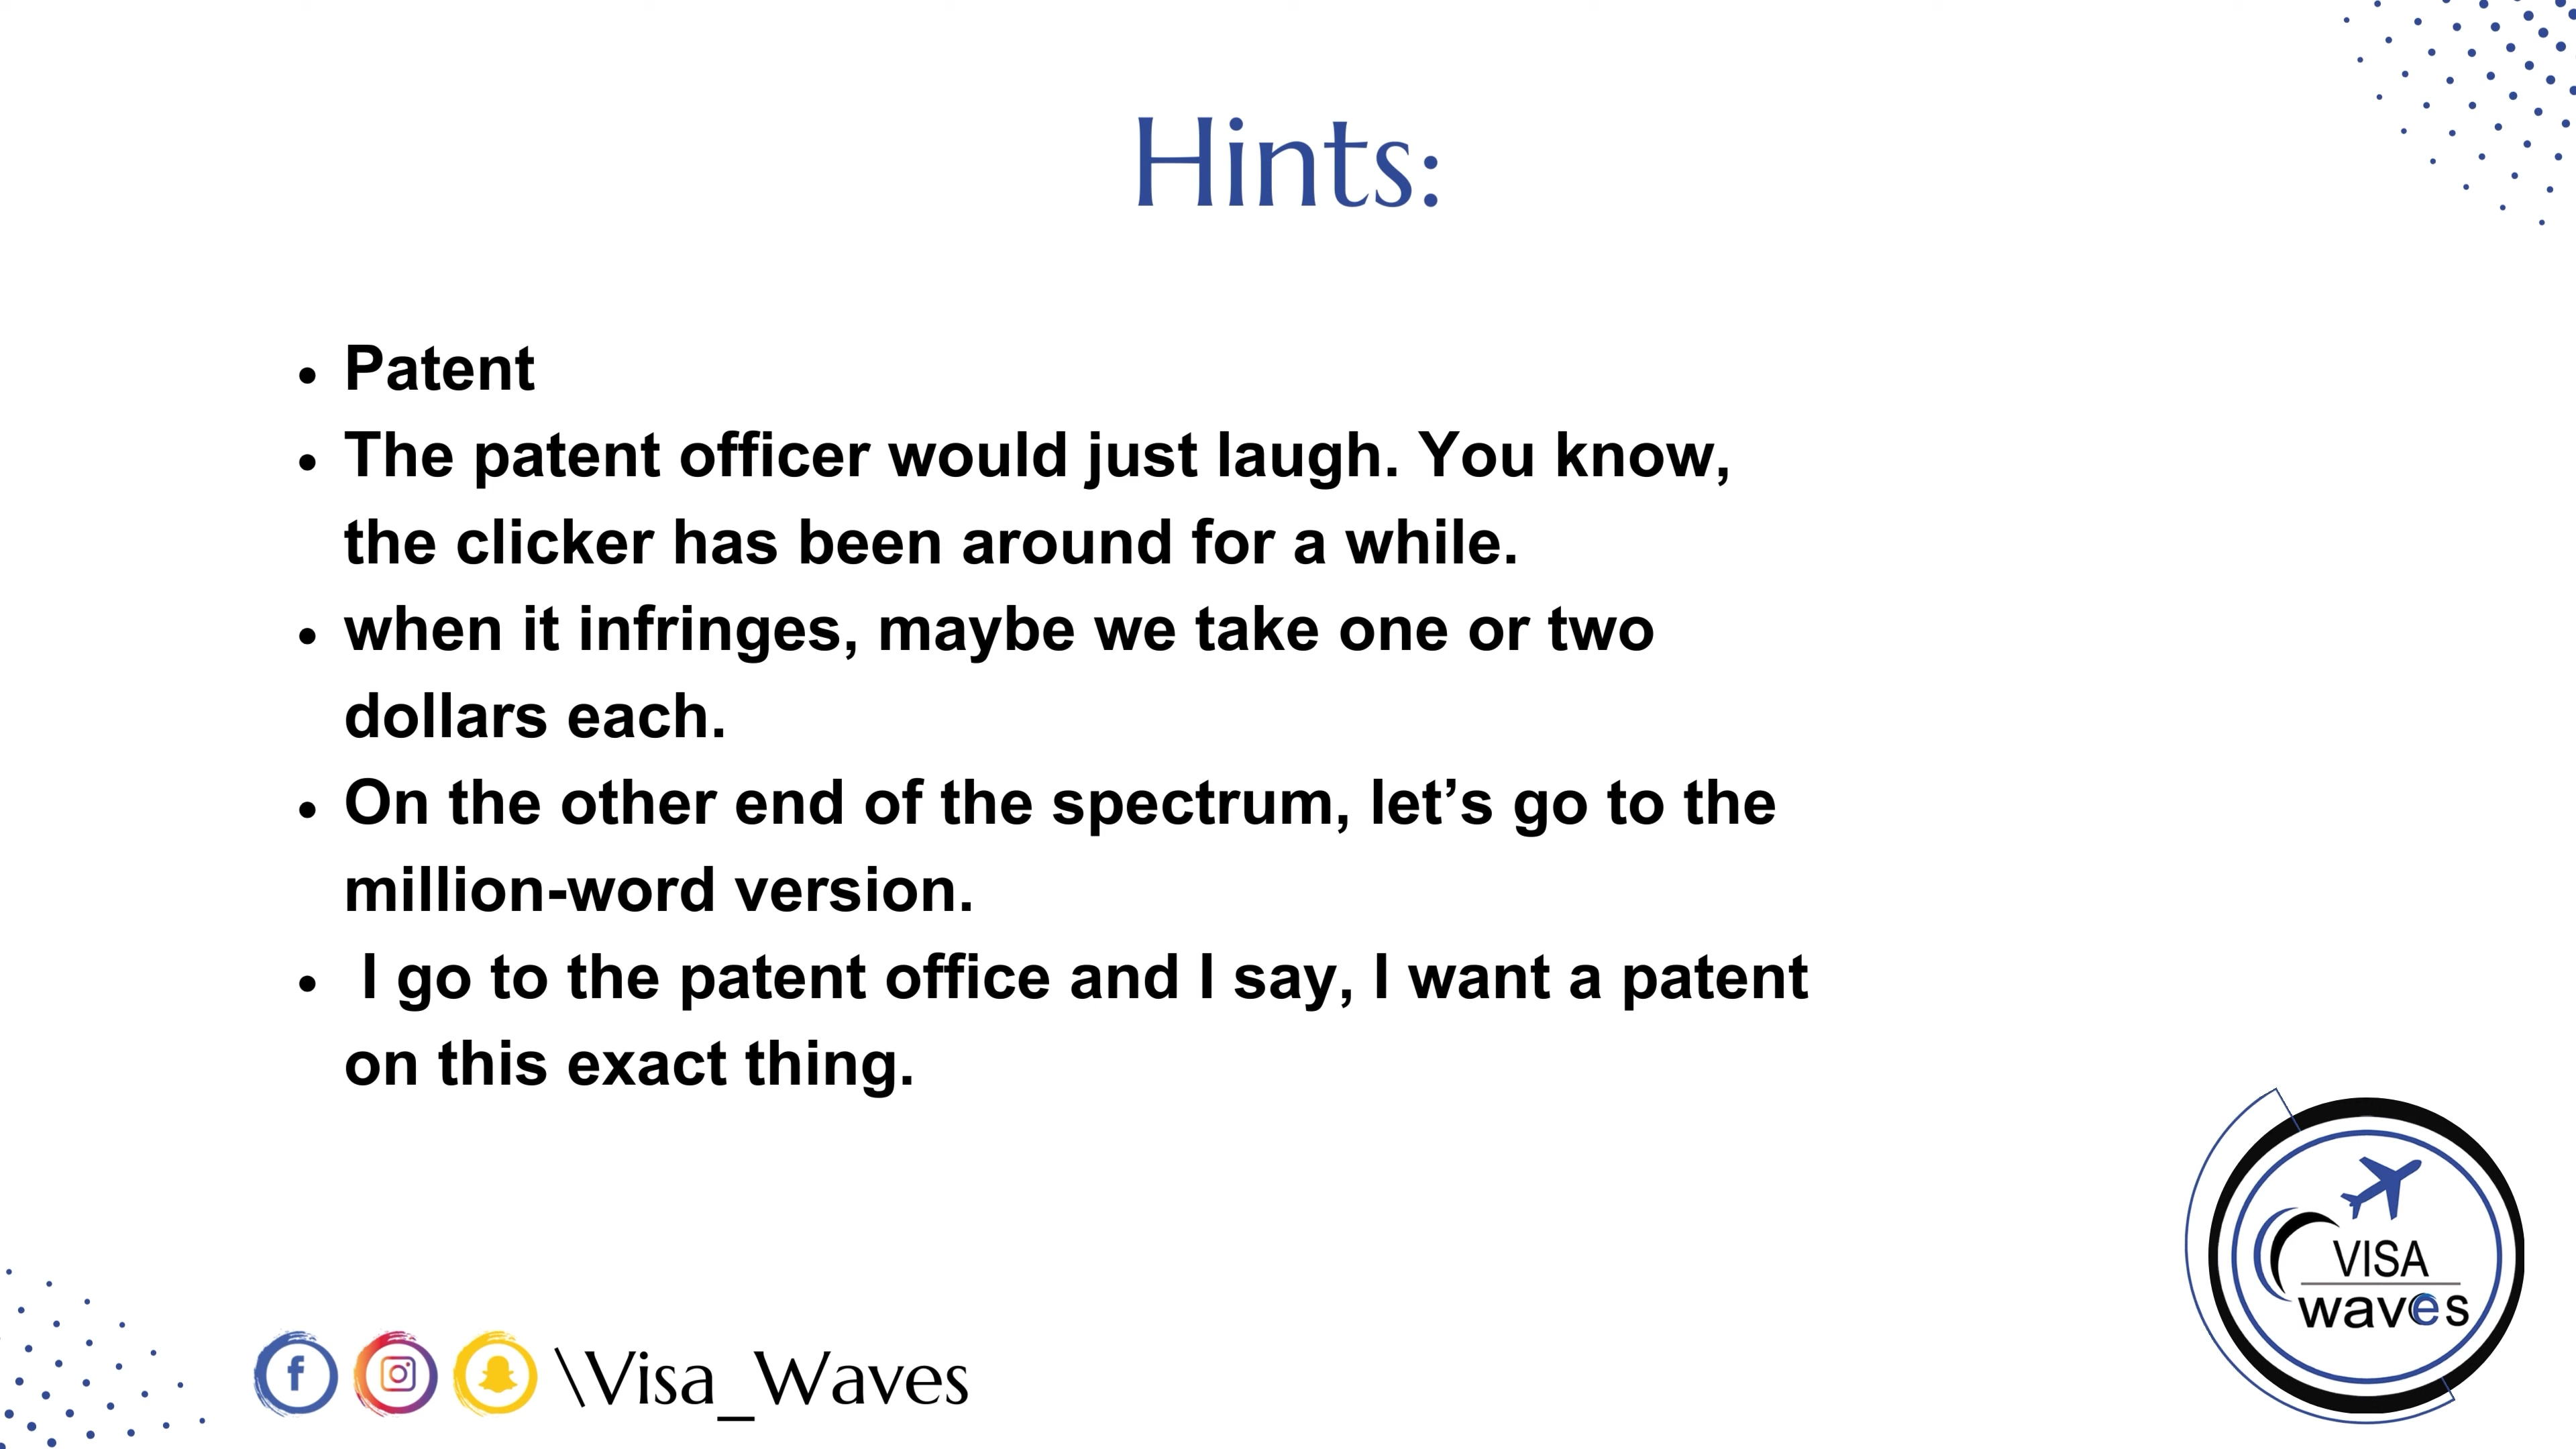 Hints:
• Patent
• The patent officer would just laugh. You know,
the clicker has been around for a while.
• when it infringes, maybe we take one or two
dollars each.
• On the other end of the spectrum, let’s go to the
million-word version.
• I go to the patent office and I say, I want a patent
on this exact thing.
VISA
waves
\Visa_Waves